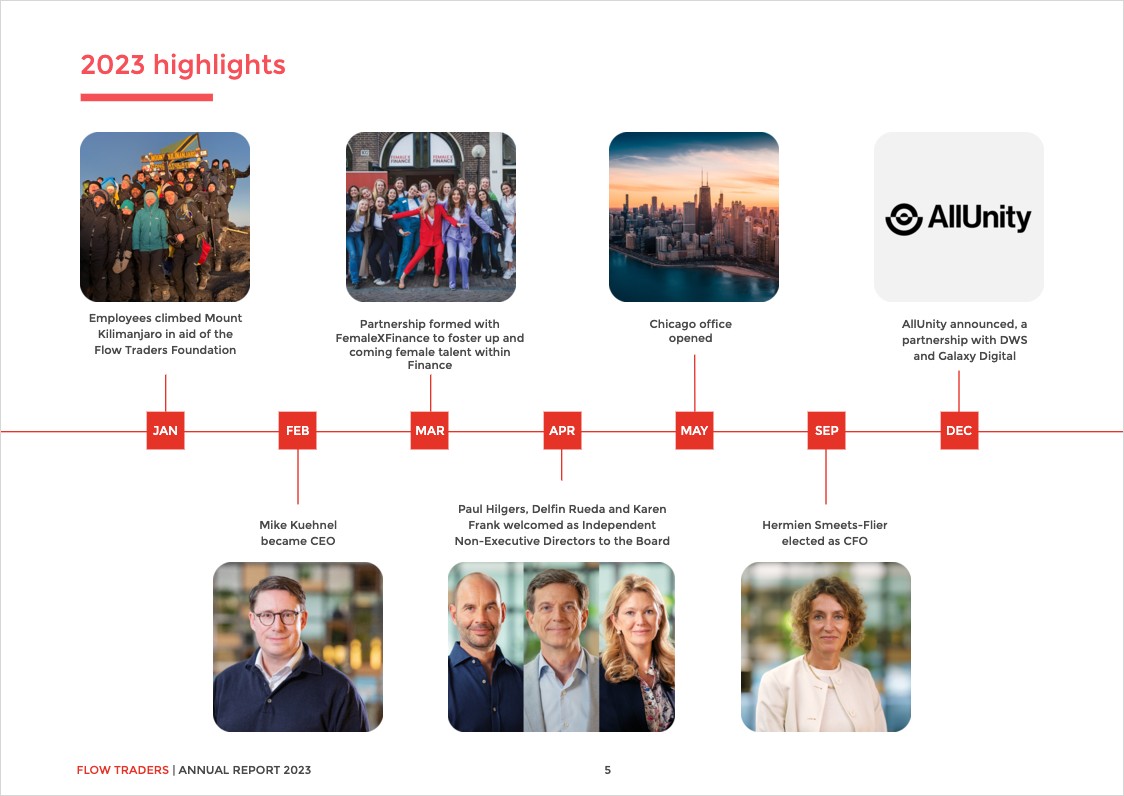 2023 highlights
FEMALE X
FINANCE
FEMALE X
FINANCE
AllUnity
Employees climbed Mount
Kilimanjaro in aid of the
Flow Traders Foundation
Partnership formed with
FemaleXFinance to foster up and
coming female talent within
Finance
Chicago office
opened
AllUnity announced, a
partnership with DWS
and Galaxy Digital
JAN
FEB
MAR
APR
MAY
SEP
DEC
Mike Kuehnel
became CEO
Paul Hilgers, Delfin Rueda and Karen
Frank welcomed as Independent
Non-Executive Directors to the Board
Hermien Smeets-Flier
elected as CFO
FLOW TRADERS | ANNUAL REPORT 2023
5